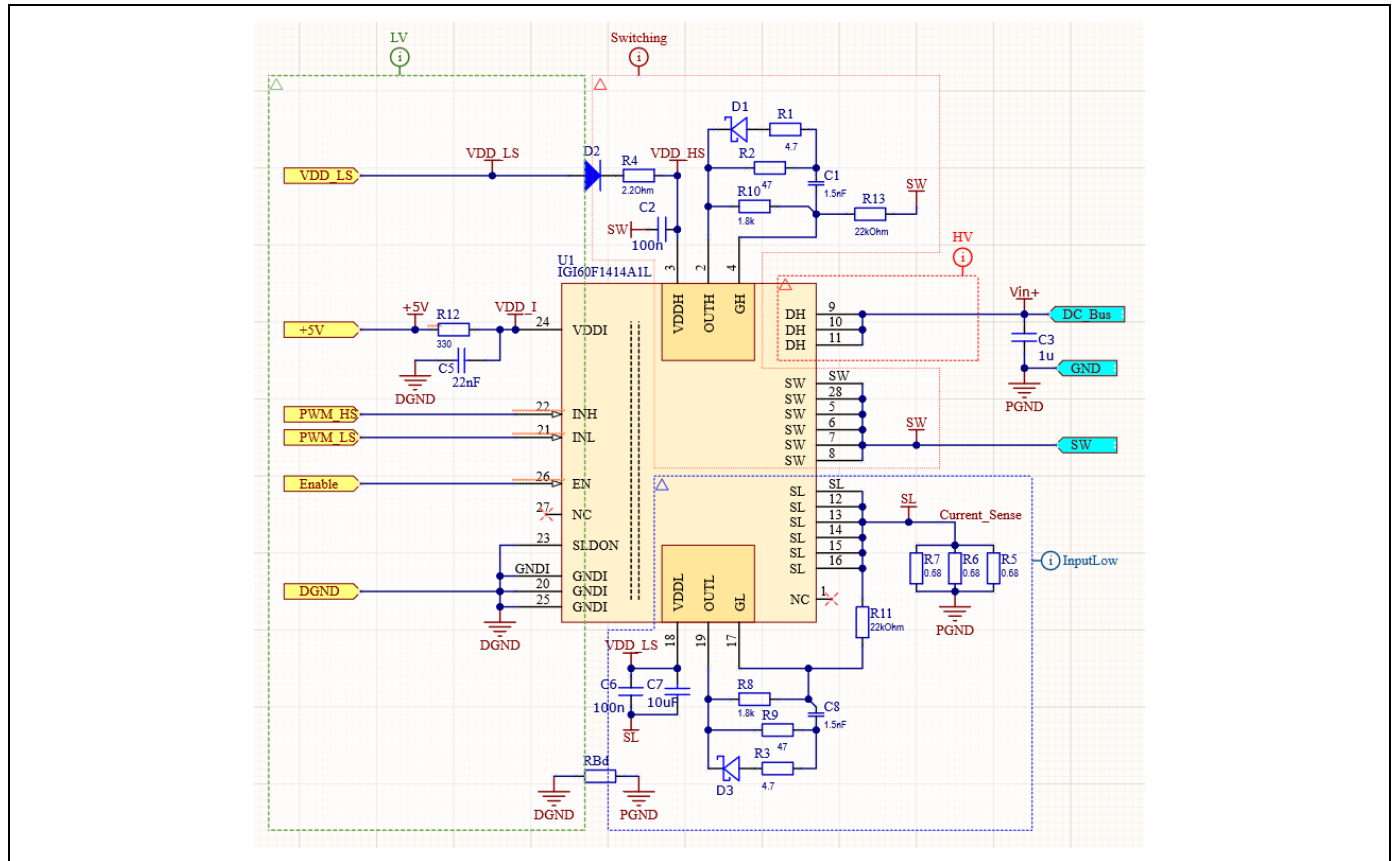 LV
Switching
D1
R1
4.7
R2
47
C1
1.5nF
R10
1.8k
R13
22kOhm
SW
VDD_LS
VDD_LS
D2
R4
2.2Ohm
VDD_HS
C2
100n
SW
HV
U1
IGI60F1414A1L
3
2
4
VDDH
OUTH
GH
+5V
+5V
R12
330
VDD_I
24
VDDI
C5
22nF
DGND
DH
9
DH
10
DH
11
Vin+
DC_Bus
C3
1u
GND
PGND
PWM_HS
22
INH
PWM_LS
21
INL
Enable
26
EN
27
NC
23
SLDON
DGND
GNDI
GNDI
20
GNDI
25
GNDI
DGND
SW
SW
SW
28
SW
5
SW
6
SW
7
SW
8
SW
SW
SL
SL
SL
12
SL
13
SL
14
SL
15
SL
16
SL
Current_Sense
R7
0.68
R6
0.68
R5
0.68
InputLow
PGND
NC
1
R11
22kOhm
VDDL
OUTL
GL
18
19
17
VDD_LS
C6
100n
C7
10uF
SL
R8
1.8k
C8
1.5nF
R9
47
R3
4.7
D3
RBd
DGND
PGND